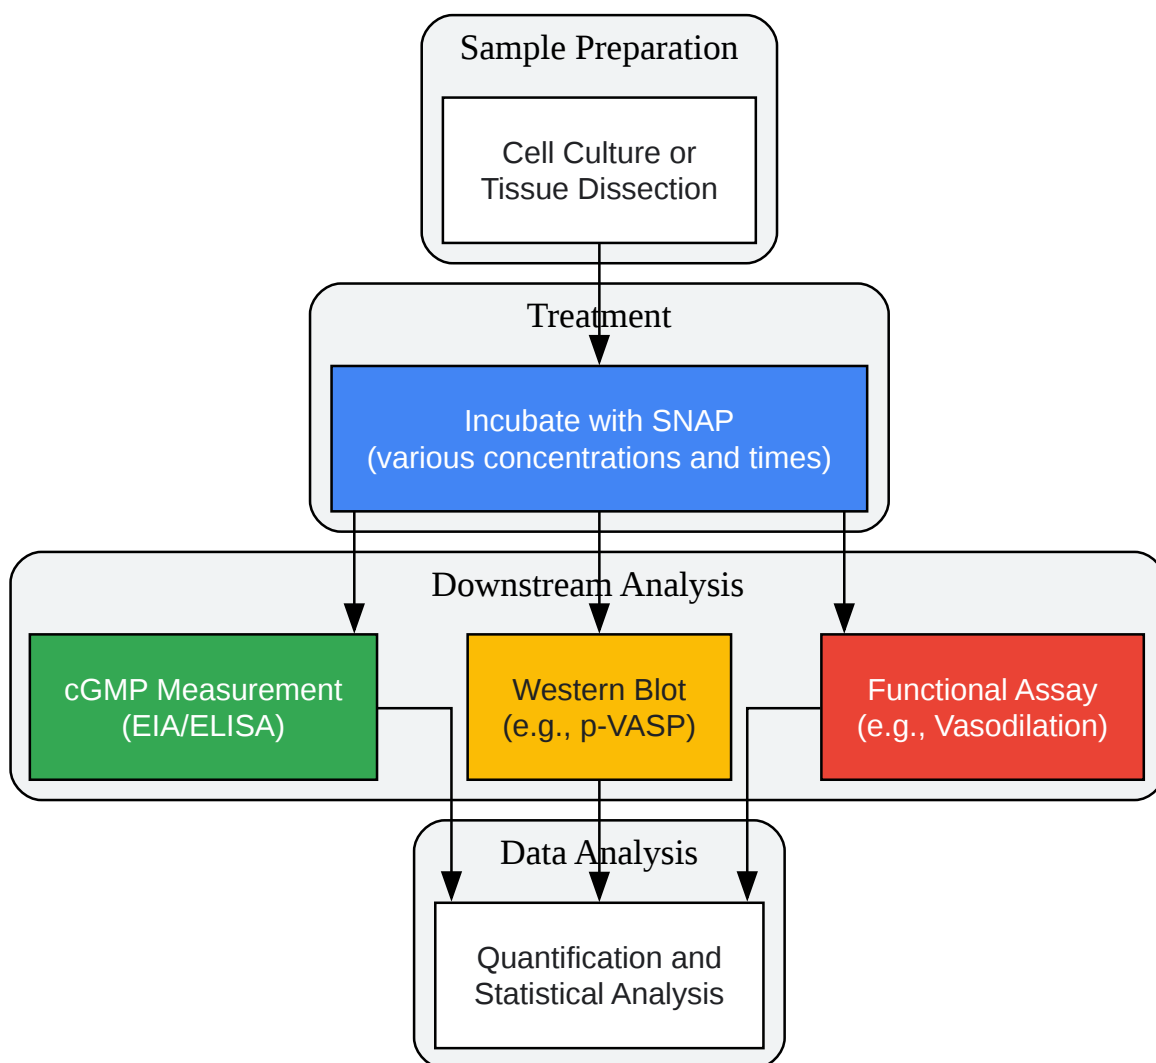 Sample Preparation
Cell Culture or
Tissue Dissection
Treatment
Incubate with SNAP
(various concentrations and times)
Downstream Analysis
cGMP Measurement
(EIA/ELISA)
Western Blot
(e.g., p-VASP)
Functional Assay
(e.g., Vasodilation)
Data Analysis
Quantification and
Statistical Analysis